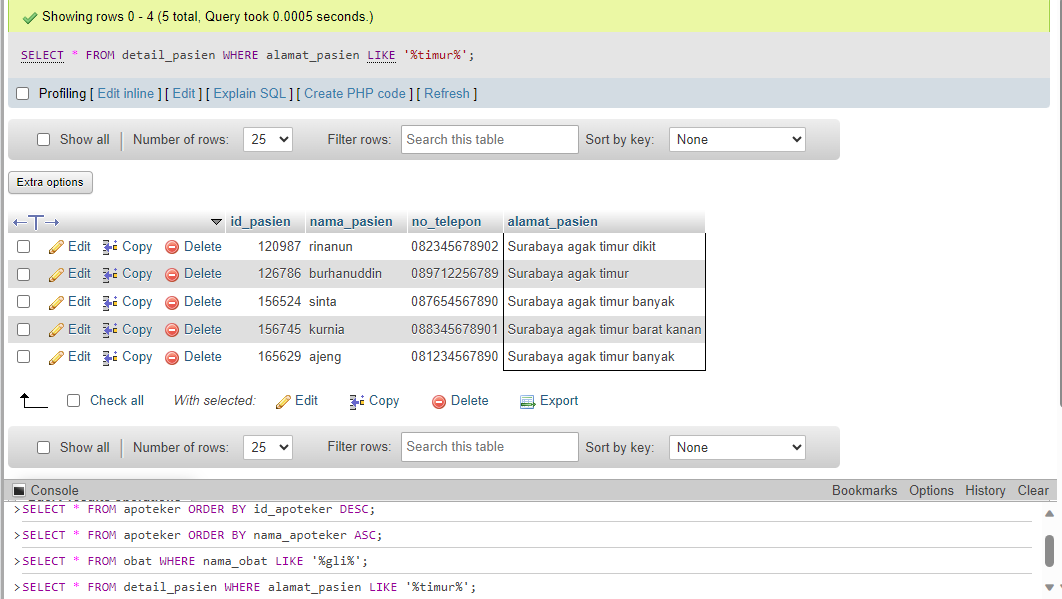 Showing rows 0 - 4 (5 total, Query took 0.0005 seconds.)
SELECT * FROM detail_pasien WHERE alamat_pasien LIKE '%timur%';
Profiling [ Edit inline ] [ Edit ] [ Explain SQL ] [ Create PHP code ] [ Refresh ]
Show all Number of rows: 25 Filter rows: Search this table Sort by key: None
Extra options
id_pasien nama_pasien no_telepon alamat_pasien
Edit Copy Delete 120987 rinanun 082345678902 Surabaya agak timur dikit
Edit Copy Delete 126786 burhanuddin 089712256789 Surabaya agak timur
Edit Copy Delete 156524 sinta 087654567890 Surabaya agak timur banyak
Edit Copy Delete 156745 kurnia 088345678901 Surabaya agak timur barat kanan
Edit Copy Delete 165629 ajeng 081234567890 Surabaya agak timur banyak
Check all With selected: Edit Copy Delete Export
Show all Number of rows: 25 Filter rows: Search this table Sort by key: None
Console Bookmarks Options History Clear
>SELECT * FROM apoteker ORDER BY id_apoteker DESC;
>SELECT * FROM apoteker ORDER BY nama_apoteker ASC;
>SELECT * FROM obat WHERE nama_obat LIKE '%gli%';
>SELECT * FROM detail_pasien WHERE alamat_pasien LIKE '%timur%';